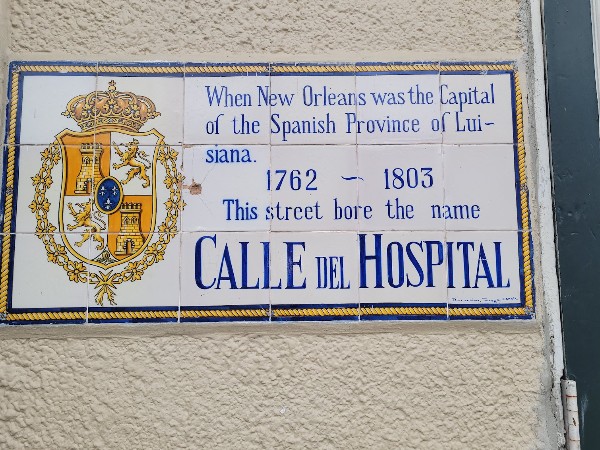 When New Orleans was the Capital
of the Spanish Province of Lui-
siana.
1762 ~ 1803
This street bore the name
CALLE DEL HOSPITAL